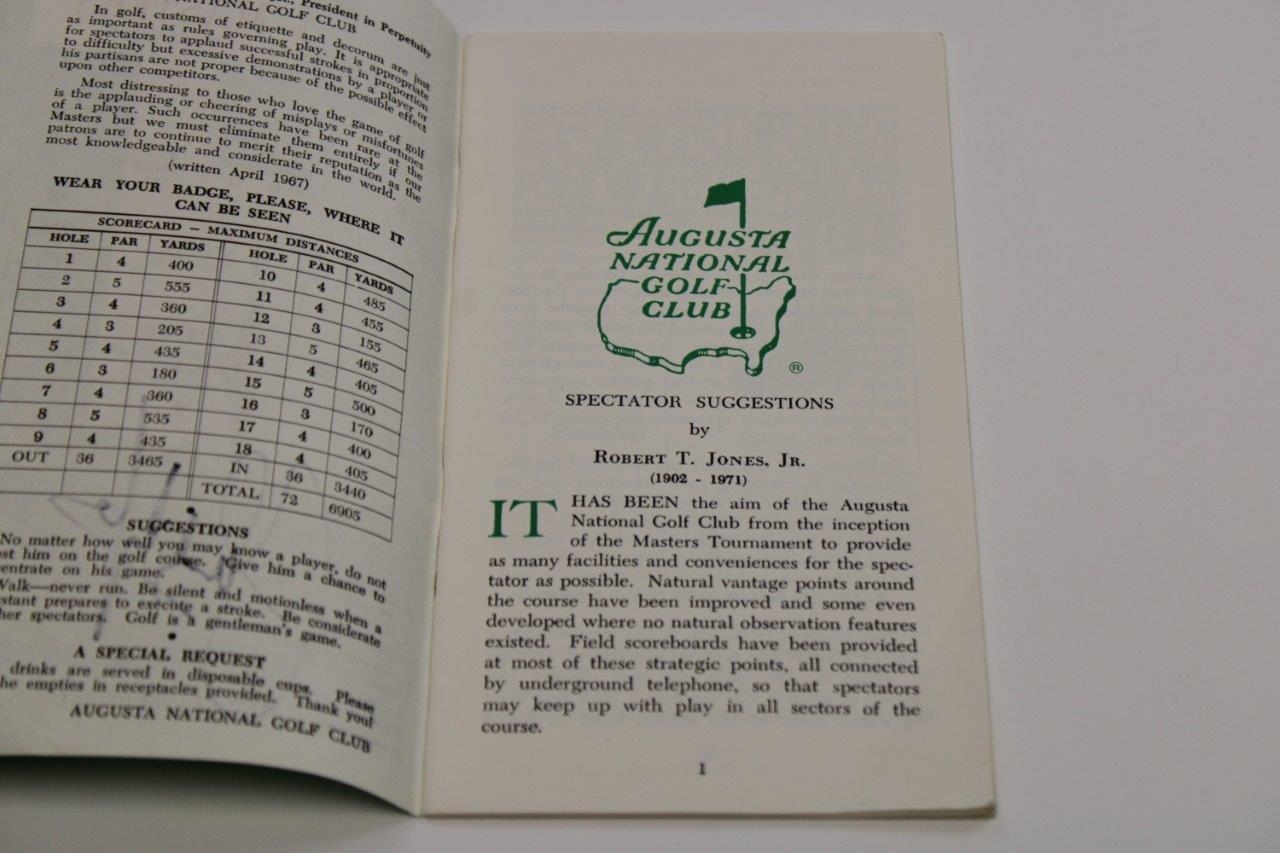 President in Perpetuity
NATIONAL GOLF CLUB
In golf, customs of etiquette and decorum are just
as important as rules governing play. It is appropriate
for spectators to applaud successful strokes in proportion
to difficulty but excessive demonstrations by a player or
his partisans are not proper because of the possible effect
upon other competitors.
Most distressing to those who love the game of golf
is the applauding or cheering of misplays or misfortunes
of a player. Such occurrences have been rare at the
Masters but we must eliminate them entirely if our
patrons are to continue to merit their reputation as the
most knowledgeable and considerate in the world.
(written April 1967)
WEAR YOUR BADGE, PLEASE, WHERE IT
CAN BE SEEN
SCORECARD — MAXIMUM DISTANCES
HOLE PAR YARDS HOLE PAR YARDS
1 4 400 10 4 485
2 5 555 11 4 455
3 4 360 12 3 155
4 3 205 13 5 465
5 4 435 14 4 405
6 3 180 15 5 500
7 4 360 16 3 170
8 5 535 17 4 400
9 4 435 18 4 405
OUT 36 3465 IN 36 3440
TOTAL 72 6905
SUGGESTIONS
No matter how well you may know a player, do not
him on the golf course. Give him a chance to
on his game.
Walk—never run. Be silent and motionless when a
prepares to execute a stroke. Be considerate
spectators. Golf is a gentleman's game.
A SPECIAL REQUEST
drinks are served in disposable cups. Please
empties in receptacles provided. Thank you!
AUGUSTA NATIONAL GOLF CLUB
AUGUSTA
NATIONAL
GOLF
CLUB
®
SPECTATOR SUGGESTIONS
by
ROBERT T. JONES, JR.
(1902 - 1971)
IT HAS BEEN the aim of the Augusta
National Golf Club from the inception
of the Masters Tournament to provide
as many facilities and conveniences for the spec-
tator as possible. Natural vantage points around
the course have been improved and some even
developed where no natural observation features
existed. Field scoreboards have been provided
at most of these strategic points, all connected
by underground telephone, so that spectators
may keep up with play in all sectors of the
course.
1